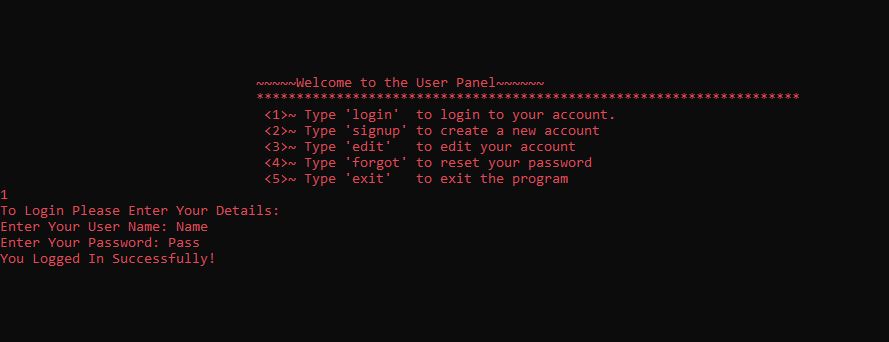 ~~~~~Welcome to the User Panel~~~~~~
********************************************************************
<1>~ Type 'login'  to login to your account.
<2>~ Type 'signup' to create a new account
<3>~ Type 'edit'   to edit your account
<4>~ Type 'forgot' to reset your password
<5>~ Type 'exit'   to exit the program
1
To Login Please Enter Your Details:
Enter Your User Name: Name
Enter Your Password: Pass
You Logged In Successfully!